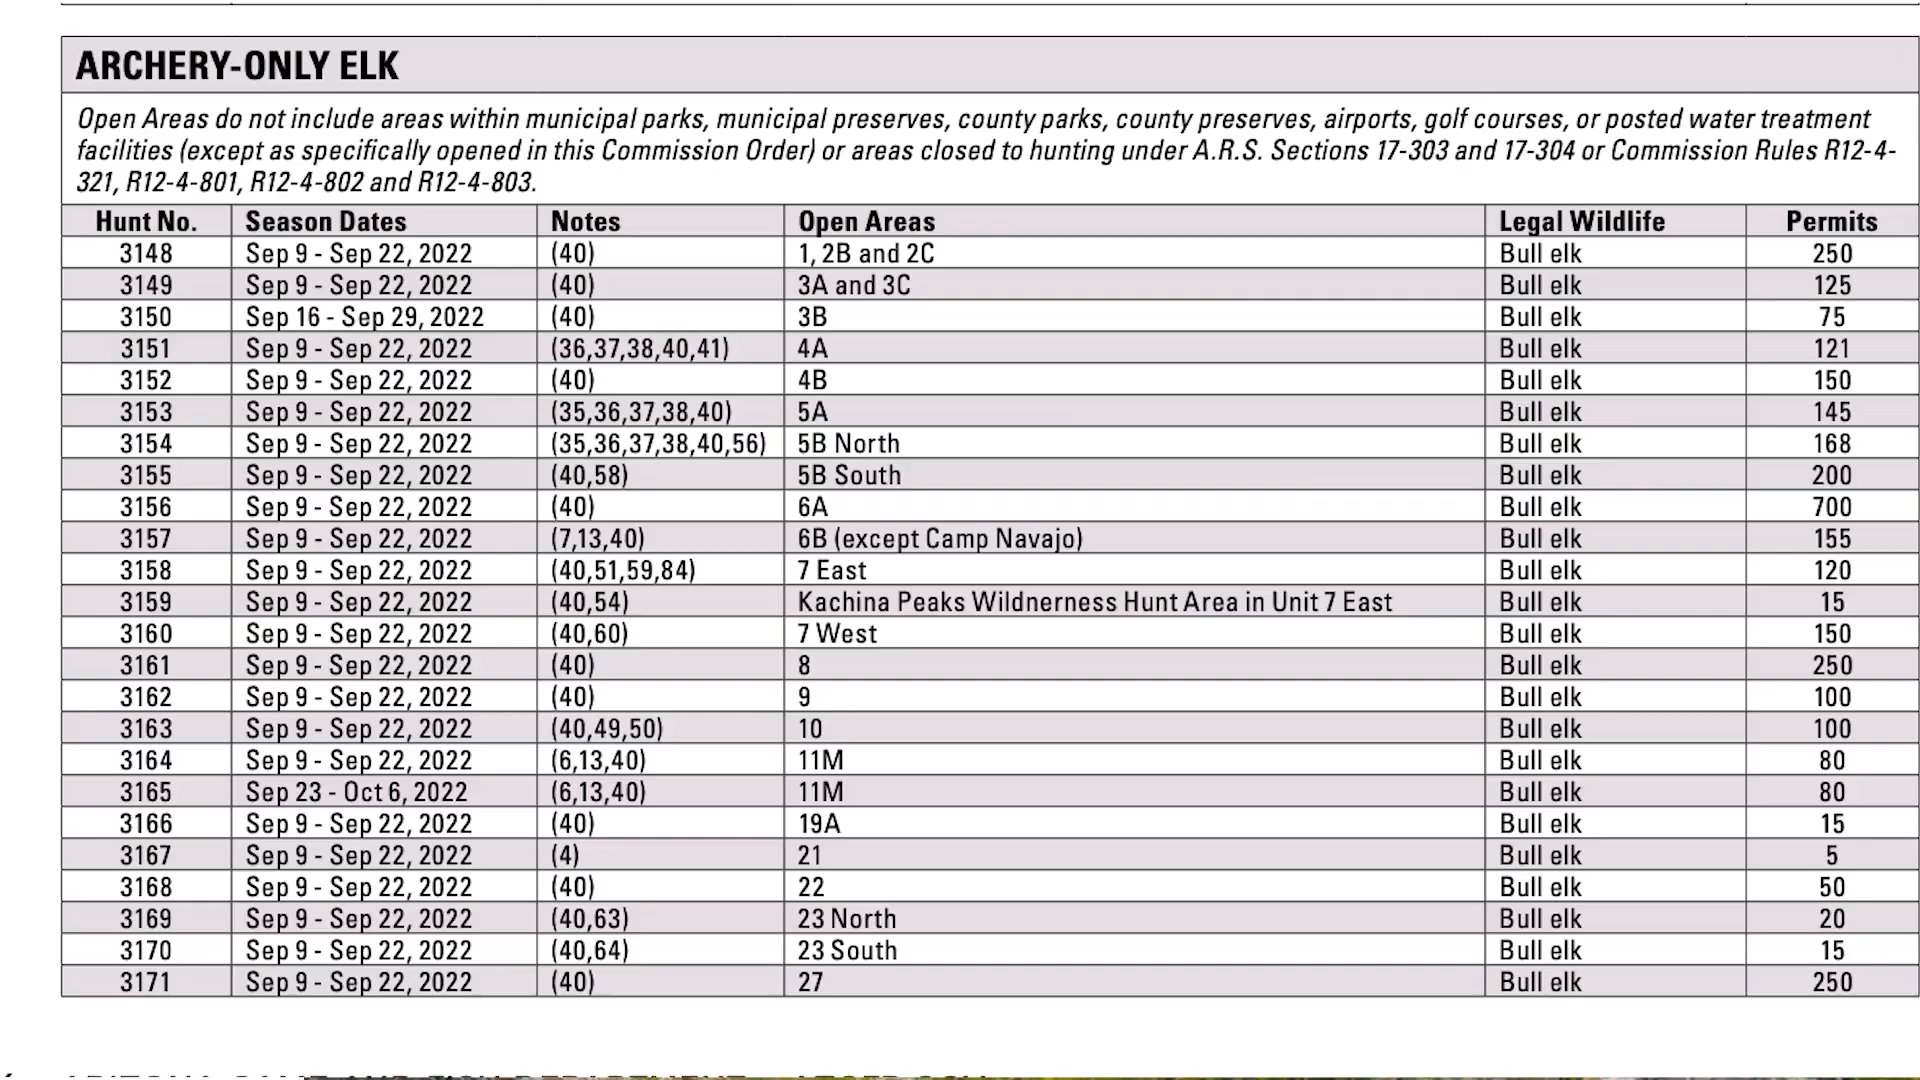 ARCHERY-ONLY ELK
Open Areas do not include areas within municipal parks, municipal preserves, county parks, county preserves, airports, golf courses, or posted water treatment
facilities (except as specifically opened in this Commission Order) or areas closed to hunting under A.R.S. Sections 17-303 and 17-304 or Commission Rules R12-4-
321, R12-4-801, R12-4-802 and R12-4-803.
Hunt No. Season Dates Notes Open Areas Legal Wildlife Permits
3148 Sep 9 - Sep 22, 2022 (40) 1, 2B and 2C Bull elk 250
3149 Sep 9 - Sep 22, 2022 (40) 3A and 3C Bull elk 125
3150 Sep 16 - Sep 29, 2022 (40) 3B Bull elk 75
3151 Sep 9 - Sep 22, 2022 (36,37,38,40,41) 4A Bull elk 121
3152 Sep 9 - Sep 22, 2022 (40) 4B Bull elk 150
3153 Sep 9 - Sep 22, 2022 (35,36,37,38,40) 5A Bull elk 145
3154 Sep 9 - Sep 22, 2022 (35,36,37,38,40,56) 5B North Bull elk 168
3155 Sep 9 - Sep 22, 2022 (40,58) 5B South Bull elk 200
3156 Sep 9 - Sep 22, 2022 (40) 6A Bull elk 700
3157 Sep 9 - Sep 22, 2022 (7,13,40) 6B (except Camp Navajo) Bull elk 155
3158 Sep 9 - Sep 22, 2022 (40,51,59,84) 7 East Bull elk 120
3159 Sep 9 - Sep 22, 2022 (40,54) Kachina Peaks Wildnerness Hunt Area in Unit 7 East Bull elk 15
3160 Sep 9 - Sep 22, 2022 (40,60) 7 West Bull elk 150
3161 Sep 9 - Sep 22, 2022 (40) 8 Bull elk 250
3162 Sep 9 - Sep 22, 2022 (40) 9 Bull elk 100
3163 Sep 9 - Sep 22, 2022 (40,49,50) 10 Bull elk 100
3164 Sep 9 - Sep 22, 2022 (6,13,40) 11M Bull elk 80
3165 Sep 23 - Oct 6, 2022 (6,13,40) 11M Bull elk 80
3166 Sep 9 - Sep 22, 2022 (40) 19A Bull elk 15
3167 Sep 9 - Sep 22, 2022 (4) 21 Bull elk 5
3168 Sep 9 - Sep 22, 2022 (40) 22 Bull elk 50
3169 Sep 9 - Sep 22, 2022 (40,63) 23 North Bull elk 20
3170 Sep 9 - Sep 22, 2022 (40,64) 23 South Bull elk 15
3171 Sep 9 - Sep 22, 2022 (40) 27 Bull elk 250